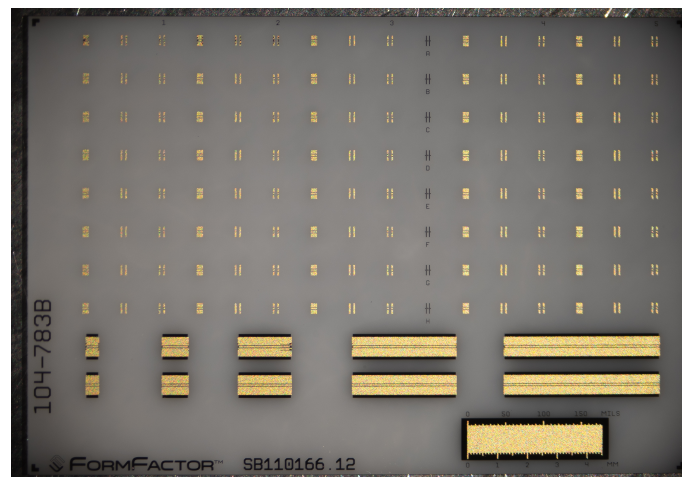 1 2 3 4 5
A
B
C
D
E
F
G
H
104-783B
0 50 100 150 MILS
0 1 2 3 4 MM
FORMFACTOR™ SB110166.12